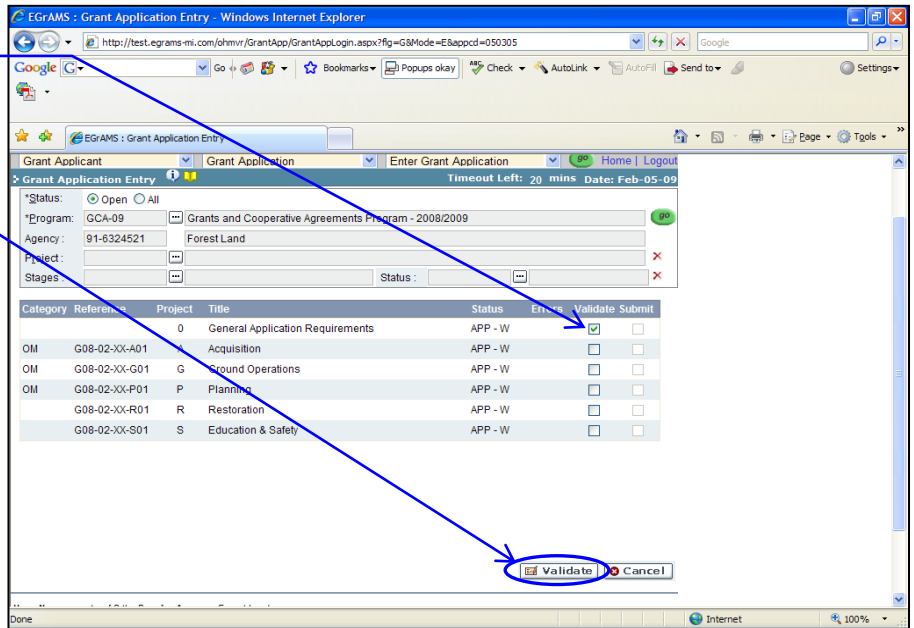 EGrAMS : Grant Application Entry - Windows Internet Explorer
http://test.egrams-mi.com/ohmvr/GrantApp/GrantAppLogin.aspx?flg=G&Mode=E&appcd=050305
Google
Google G Go Bookmarks Popups okay Check AutoLink AutoFill Send to Settings
EGrAMS : Grant Application Entry Page Tools »
Grant Applicant Grant Application Enter Grant Application go Home | Logout
Grant Application Entry Timeout Left: 20 mins Date: Feb-05-09
*Status: Open All
*Program: GCA-09 ... Grants and Cooperative Agreements Program - 2008/2009 go
Agency : 91-6324521 Forest Land
Project : ...
Stages : ... Status : ...
Category Reference Project Title Status Errors Validate Submit
0 General Application Requirements APP - W
OM G08-02-XX-A01 A Acquisition APP - W
OM G08-02-XX-G01 G Ground Operations APP - W
OM G08-02-XX-P01 P Planning APP - W
G08-02-XX-R01 R Restoration APP - W
G08-02-XX-S01 S Education & Safety APP - W
Validate Cancel
Done Internet 100%